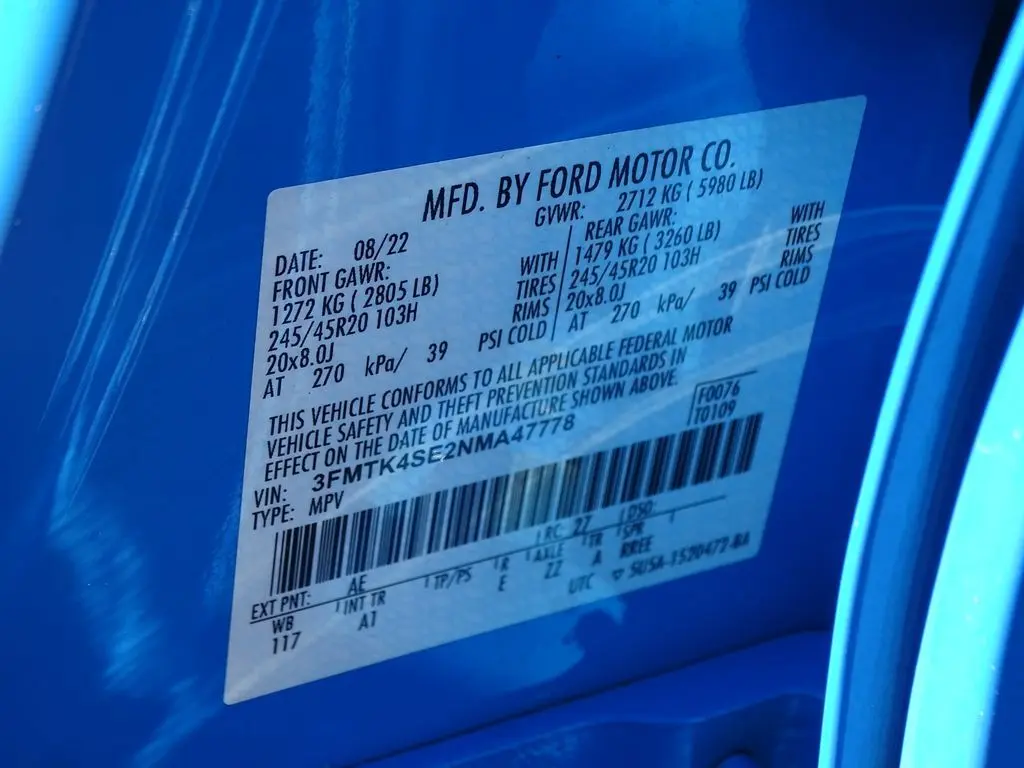 MFD. BY FORD MOTOR CO.
DATE: 08/22 GVWR: 2712 KG ( 5980 LB)
FRONT GAWR: REAR GAWR:
1272 KG ( 2805 LB) WITH 1479 KG ( 3260 LB) WITH
245/45R20 103H TIRES 245/45R20 103H TIRES
20x8.0J RIMS 20x8.0J RIMS
AT 270 kPa/ 39 PSI COLD AT 270 kPa/ 39 PSI COLD
THIS VEHICLE CONFORMS TO ALL APPLICABLE FEDERAL MOTOR
VEHICLE SAFETY AND THEFT PREVENTION STANDARDS IN
EFFECT ON THE DATE OF MANUFACTURE SHOWN ABOVE.
F0076
T0109
VIN: 3FMTK4SE2NMA47778
TYPE: MPV
EXT PNT: AE RC: ZZ DSO:
WB INT TR TP/PS R AXLE TR SPR
117 A1 E ZZ A RREE
UTC SU5A-1520472-BA